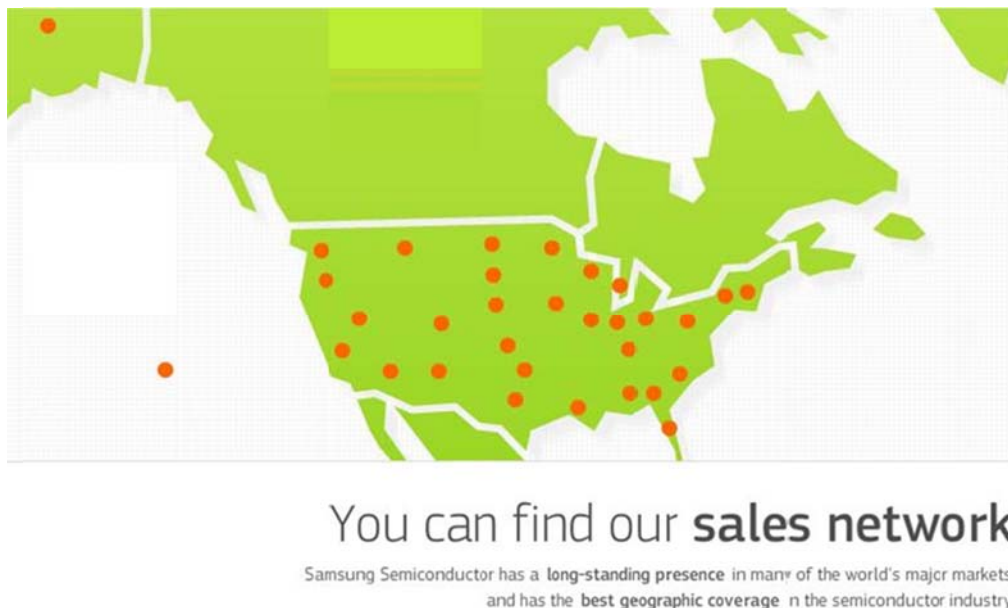 You can find our sales network
Samsung Semiconductor has a long-standing presence in many of the world's major markets
and has the best geographic coverage n the semiconductor industry